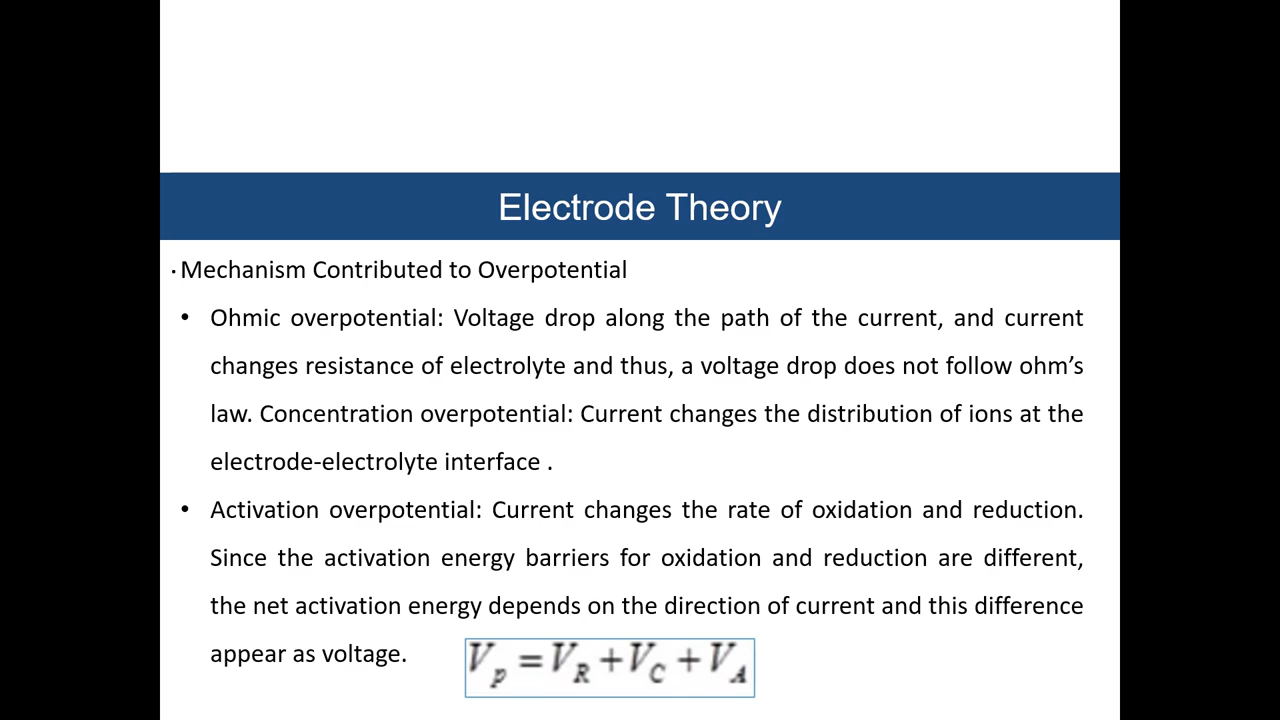 Electrode Theory
· Mechanism Contributed to Overpotential
• Ohmic overpotential: Voltage drop along the path of the current, and current
changes resistance of electrolyte and thus, a voltage drop does not follow ohm’s
law. Concentration overpotential: Current changes the distribution of ions at the
electrode-electrolyte interface .
• Activation overpotential: Current changes the rate of oxidation and reduction.
Since the activation energy barriers for oxidation and reduction are different,
the net activation energy depends on the direction of current and this difference
appear as voltage.
V_p = V_R + V_C + V_A